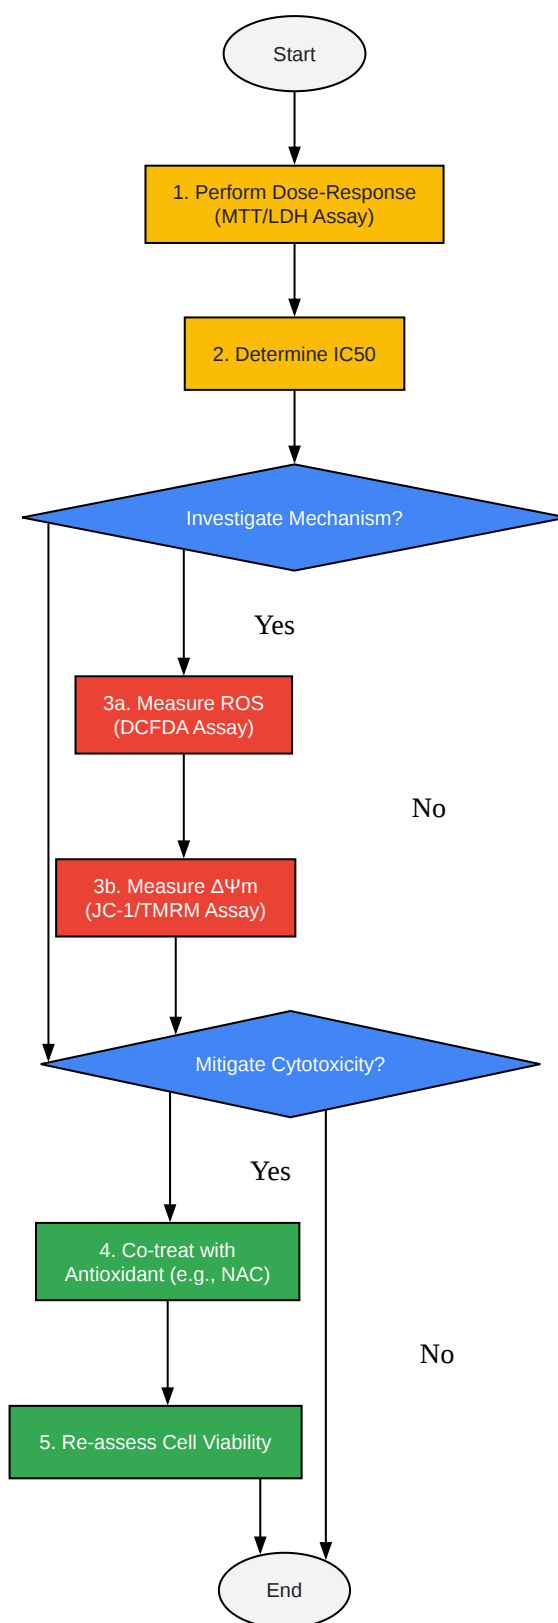 Start
1. Perform Dose-Response
(MTT/LDH Assay)
2. Determine IC50
Investigate Mechanism?
Yes
3a. Measure ROS
(DCFDA Assay)
No
3b. Measure ΔΨm
(JC-1/TMRM Assay)
Mitigate Cytotoxicity?
Yes
4. Co-treat with
Antioxidant (e.g., NAC)
No
5. Re-assess Cell Viability
End